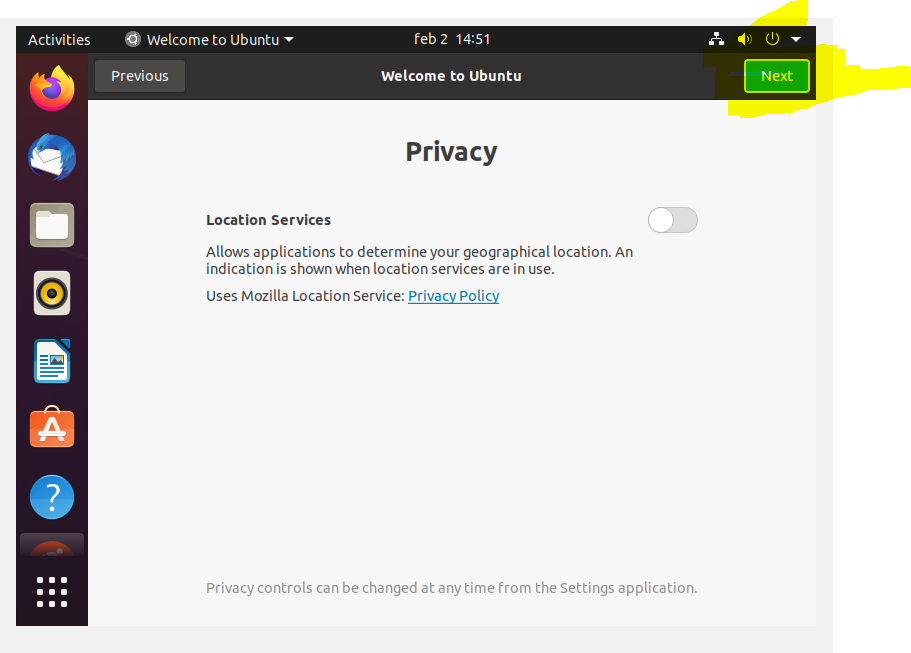 Activities Welcome to Ubuntu feb 2 14:51
Previous Welcome to Ubuntu Next
Privacy
Location Services
Allows applications to determine your geographical location. An
indication is shown when location services are in use.
Uses Mozilla Location Service: Privacy Policy
Privacy controls can be changed at any time from the Settings application.